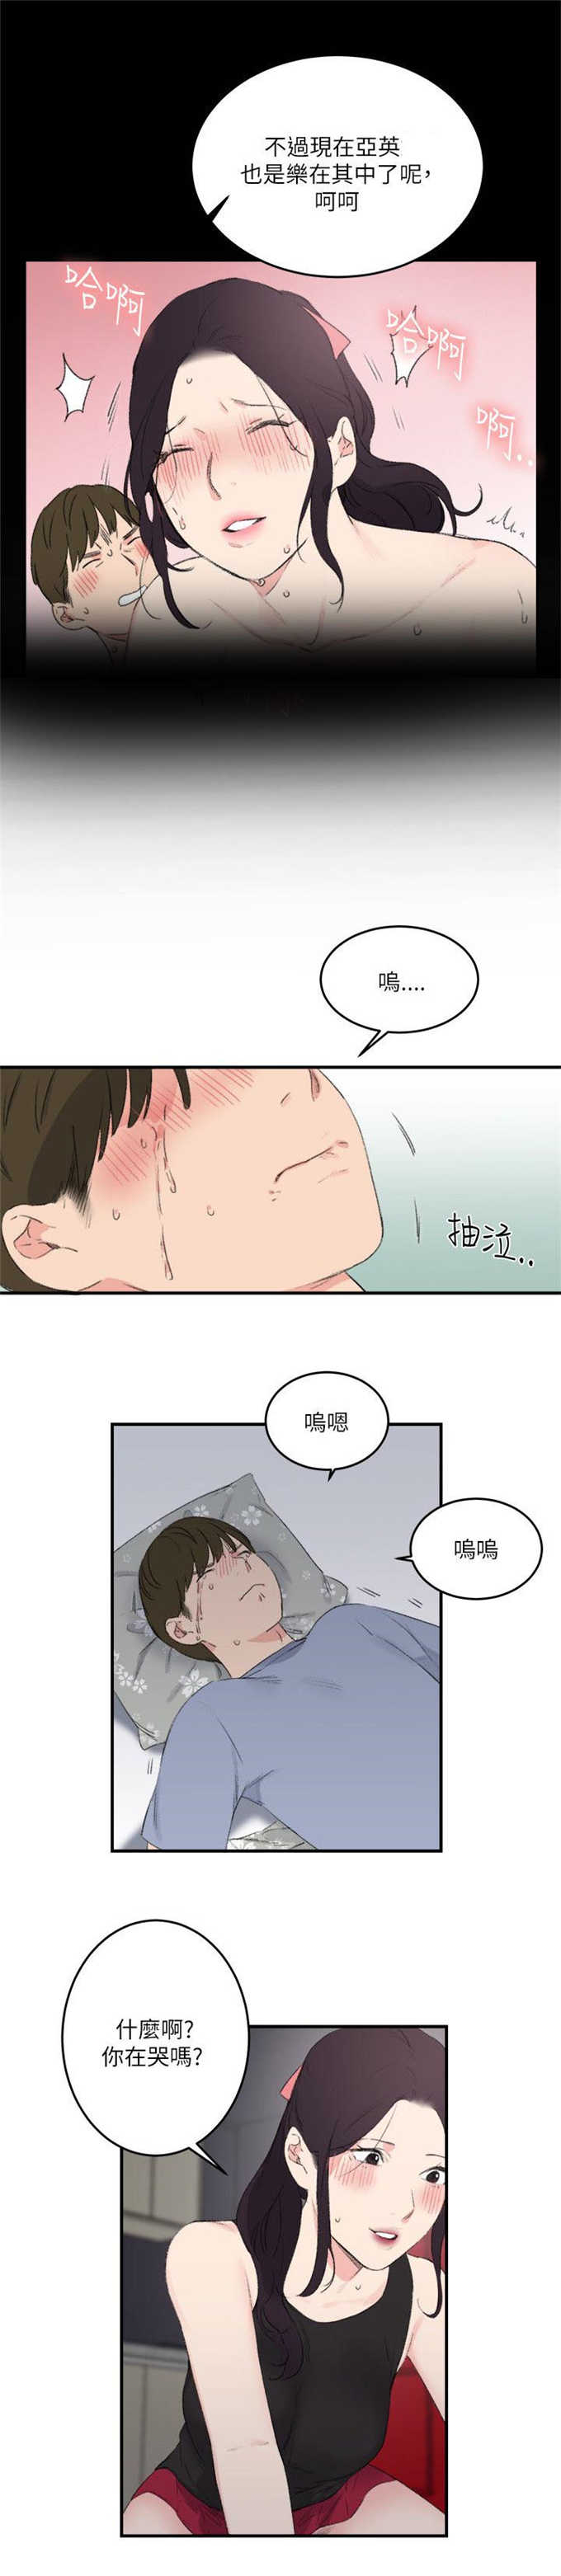 不過現在亞英
也是樂在其中了呢，
呵呵
哈啊
哈啊
啊..
嗚....
抽泣..
嗚嗯
嗚嗚
什麼啊?
你在哭嗎?